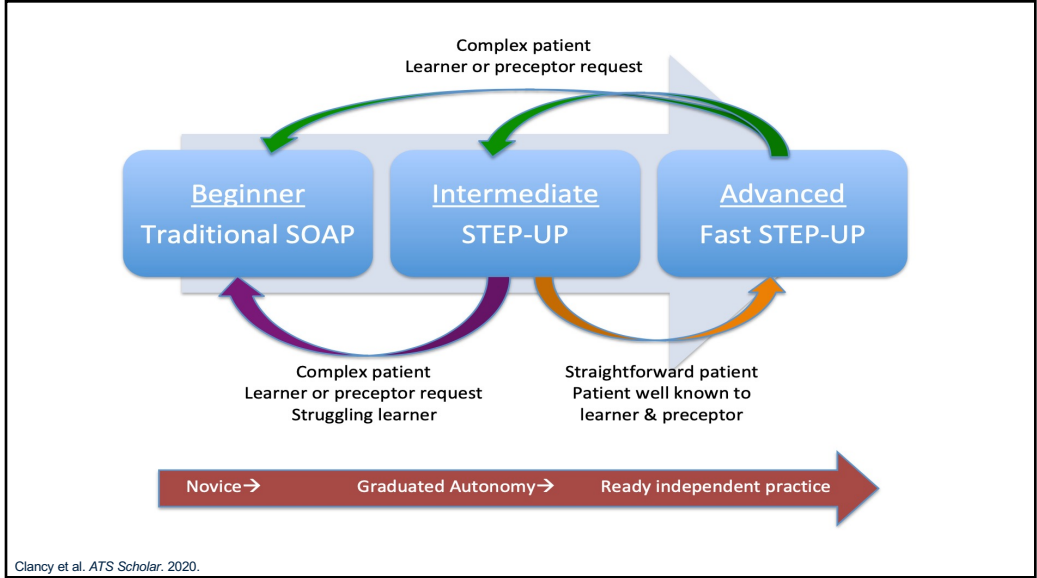 Complex patient
Learner or preceptor request
Beginner
Traditional SOAP
Intermediate
STEP-UP
Advanced
Fast STEP-UP
Complex patient
Learner or preceptor request
Struggling learner
Straightforward patient
Patient well known to
learner & preceptor
Novice→
Graduated Autonomy→
Ready independent practice
Clancy et al. ATS Scholar. 2020.